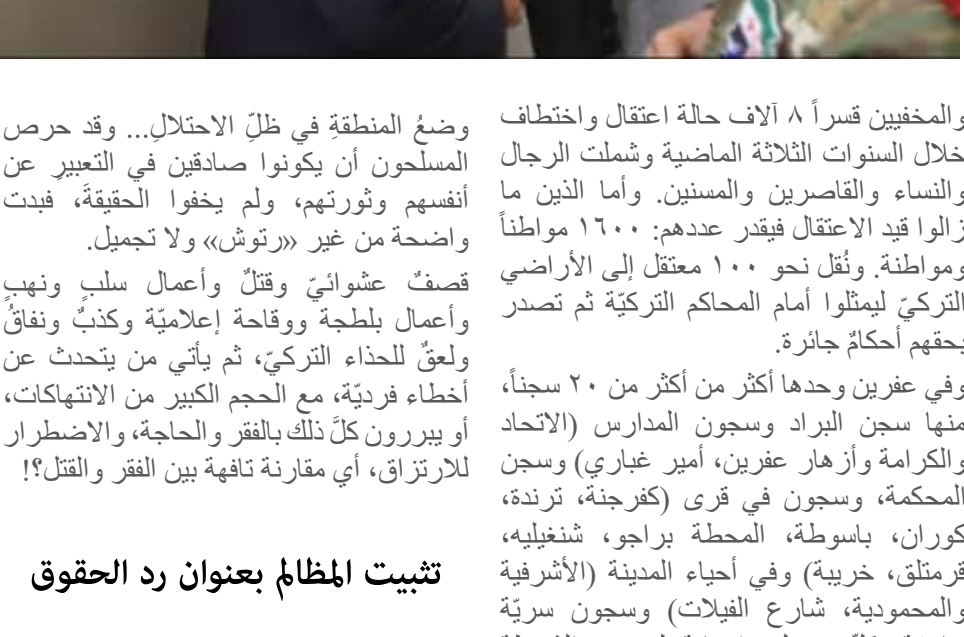 والمخفيين قسراً ٨ آلاف حالة اعتقال واختطاف
خلال السنوات الثلاثة الماضية وشملت الرجال
والنساء والقاصرين والمسنين. وأما الذين ما
زالوا قيد الاعتقال فيقدر عددهم: ١٦٠٠ مواطناً
ومواطنة. ونُقل نحو ١٠٠ معتقل إلى الأراضي
التركيّ ليمثلوا أمام المحاكم التركيّة ثم تصدر
بحقهم أحكامٌ جائرة.
وفي عفرين وحدها أكثر من أكثر من ٢٠ سجناً،
منها سجن البراد وسجون المدارس (الاتحاد
والكرامة وأزهار عفرين، أمير غباري) وسجن
المحكمة، وسجون في قرى (كفرجنة، ترندة،
كوران، باسوطة، المحطة براجو، شنغيليه،
قرمتلق، خريبة) وفي أحياء المدينة (الأشرفية
والمحمودية، شارع الفيلات) وسجون سريّة
وضعُ المنطقةِ في ظلِّ الاحتلالِ... وقد حرص
المسلّحون أن يكونوا صادقين في التعبيرِ عن
أنفسهم وثورتهم، ولم يخفوا الحقيقةَ، فبدت
واضحة من غير «رتوش» ولا تجميل.
قصفٌ عشوائيّ وقتلٌ وأعمال سلبٍ ونهبٍ
وأعمال بلطجة ووقاحة إعلاميّة وكذبٌ ونفاقٌ
ولعقٌ للحذاء التركيّ، ثم يأتي من يتحدث عن
أخطاء فرديّة، مع الحجم الكبير من الانتهاكات،
أو يبررون كلَّ ذلك بالفقر والحاجة، والاضطرار
للارتزاق، أي مقارنة تافهة بين الفقر والقتل؟!
تثبيت المظالم بعنوان رد الحقوق